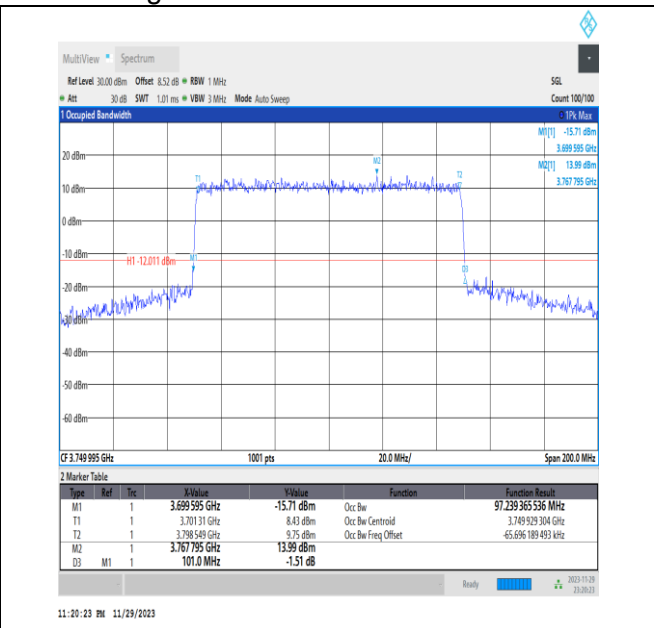 MultiView Spectrum
Ref Level 30.00 dBm Offset 8.52 dB RBW 1 MHz SGL
Att 30 dB SWT 1.01 ms VBW 3 MHz Mode Auto Sweep Count 100/100
1 Occupied Bandwidth 1Pk Max
M1[1] -15.71 dBm
3.699 595 GHz
M2[1] 13.99 dBm
3.767 795 GHz
20 dBm
M2
T1 T2
10 dBm
0 dBm
-10 dBm
H1 -12.011 dBm M1
D3
-20 dBm
-30 dBm
-40 dBm
-50 dBm
-60 dBm
CF 3.749 995 GHz 1001 pts 20.0 MHz/ Span 200.0 MHz
2 Marker Table
Type Ref Trc X-Value Y-Value Function Function Result
M1 1 3.699 595 GHz -15.71 dBm Occ Bw 97.239 365 536 MHz
T1 1 3.701 31 GHz 8.43 dBm Occ Bw Centroid 3.749 929 304 GHz
T2 1 3.798 549 GHz 9.75 dBm Occ Bw Freq Offset -65.696 189 493 kHz
M2 1 3.767 795 GHz 13.99 dBm
D3 M1 1 101.0 MHz -1.51 dB
Ready 2023-11-29
23:20:23
11:20:23 PM 11/29/2023